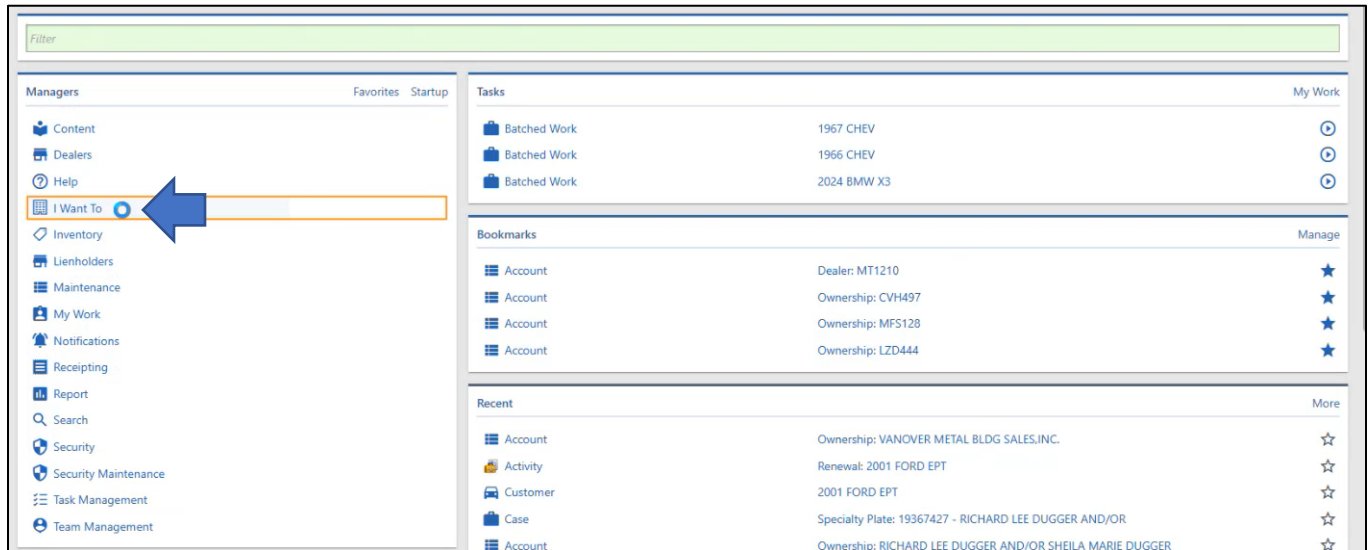 Filter
Managers Favorites Startup
Content
Dealers
Help
I Want To
Inventory
Lienholders
Maintenance
My Work
Notifications
Receipting
Report
Search
Security
Security Maintenance
Task Management
Team Management
Tasks My Work
Batched Work 1967 CHEV
Batched Work 1966 CHEV
Batched Work 2024 BMW X3
Bookmarks Manage
Account Dealer: MT1210
Account Ownership: CVH497
Account Ownership: MFS128
Account Ownership: LZD444
Recent More
Account Ownership: VANOVER METAL BLDG SALES,INC.
Activity Renewal: 2001 FORD EPT
Customer 2001 FORD EPT
Case Specialty Plate: 19367427 - RICHARD LEE DUGGER AND/OR
Account Ownership: RICHARD LEE DUGGER AND/OR SHEILA MARIE DUGGER